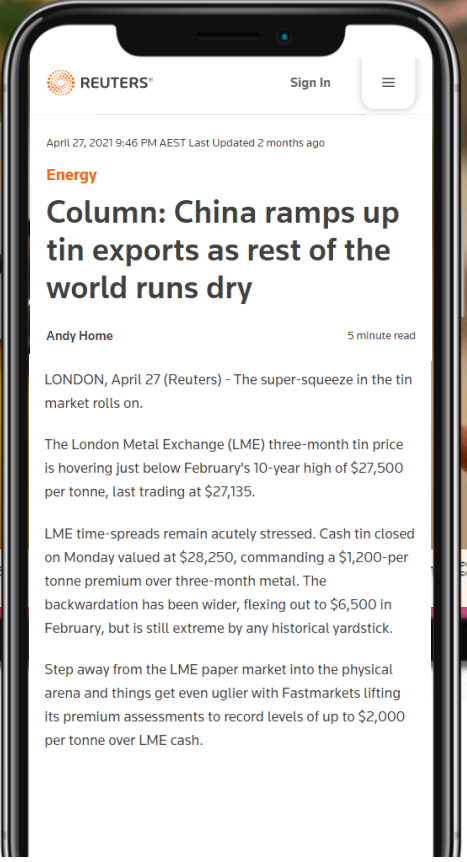 REUTERS®
Sign In
April 27, 2021 9:46 PM AEST Last Updated 2 months ago
Energy
Column: China ramps up
tin exports as rest of the
world runs dry
Andy Home
5 minute read
LONDON, April 27 (Reuters) - The super-squeeze in the tin
market rolls on.
The London Metal Exchange (LME) three-month tin price
is hovering just below February's 10-year high of $27,500
per tonne, last trading at $27,135.
LME time-spreads remain acutely stressed. Cash tin closed
on Monday valued at $28,250, commanding a $1,200-per
tonne premium over three-month metal. The
backwardation has been wider, flexing out to $6,500 in
February, but is still extreme by any historical yardstick.
Step away from the LME paper market into the physical
arena and things get even uglier with Fastmarkets lifting
its premium assessments to record levels of up to $2,000
per tonne over LME cash.